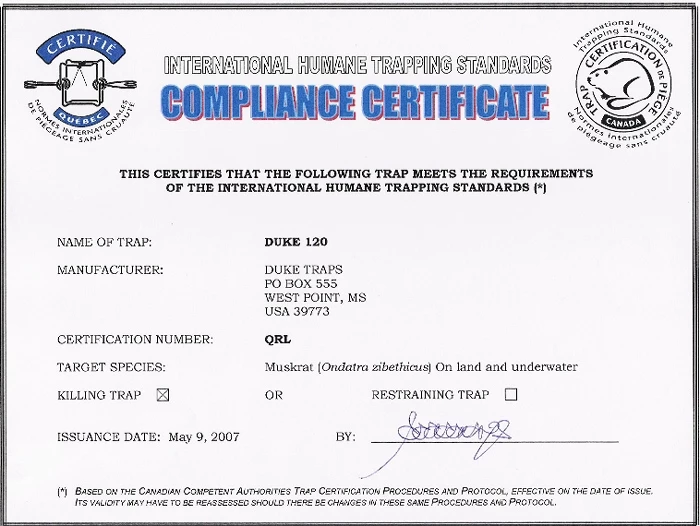 CERTIFIÉ
QUÉBEC
NORMES INTERNATIONALES
DE PIÉGEAGE SANS CRUAUTÉ
INTERNATIONAL HUMANE TRAPPING STANDARDS
COMPLIANCE CERTIFICATE
International Humane
Trapping Standards
TRAP CERTIFICATION DE PIÈGE
CANADA
Normes internationales
de piégeage sans cruauté
THIS CERTIFIES THAT THE FOLLOWING TRAP MEETS THE REQUIREMENTS
OF THE INTERNATIONAL HUMANE TRAPPING STANDARDS (*)
NAME OF TRAP: DUKE 120
MANUFACTURER: DUKE TRAPS
PO BOX 555
WEST POINT, MS
USA 39773
CERTIFICATION NUMBER: QRL
TARGET SPECIES: Muskrat (Ondatra zibethicus) On land and underwater
KILLING TRAP ☒ OR RESTRAINING TRAP ☐
ISSUANCE DATE: May 9, 2007 BY:
(*) BASED ON THE CANADIAN COMPETENT AUTHORITIES TRAP CERTIFICATION PROCEDURES AND PROTOCOL, EFFECTIVE ON THE DATE OF ISSUE.
ITS VALIDITY MAY HAVE TO BE REASSESSED SHOULD THERE BE CHANGES IN THESE SAME PROCEDURES AND PROTOCOL.